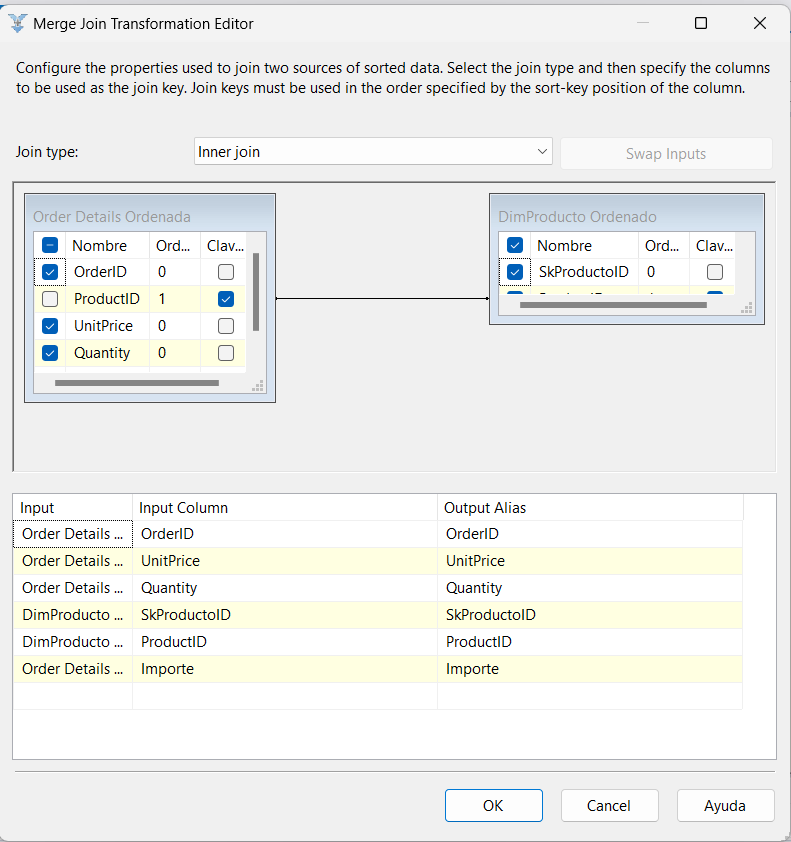 Merge Join Transformation Editor
Configure the properties used to join two sources of sorted data. Select the join type and then specify the columns
to be used as the join key. Join keys must be used in the order specified by the sort-key position of the column.
Join type: Inner join Swap Inputs
Order Details Ordenada
Nombre Ord... Clav...
OrderID 0
ProductID 1
UnitPrice 0
Quantity 0
DimProducto Ordenado
Nombre Ord... Clav...
SkProductoID 0
Input Input Column Output Alias
Order Details ... OrderID OrderID
Order Details ... UnitPrice UnitPrice
Order Details ... Quantity Quantity
DimProducto ... SkProductoID SkProductoID
DimProducto ... ProductID ProductID
Order Details ... Importe Importe
OK Cancel Ayuda